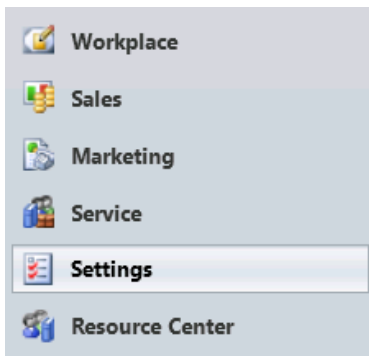 Workplace
Sales
Marketing
Service
Settings
Resource Center